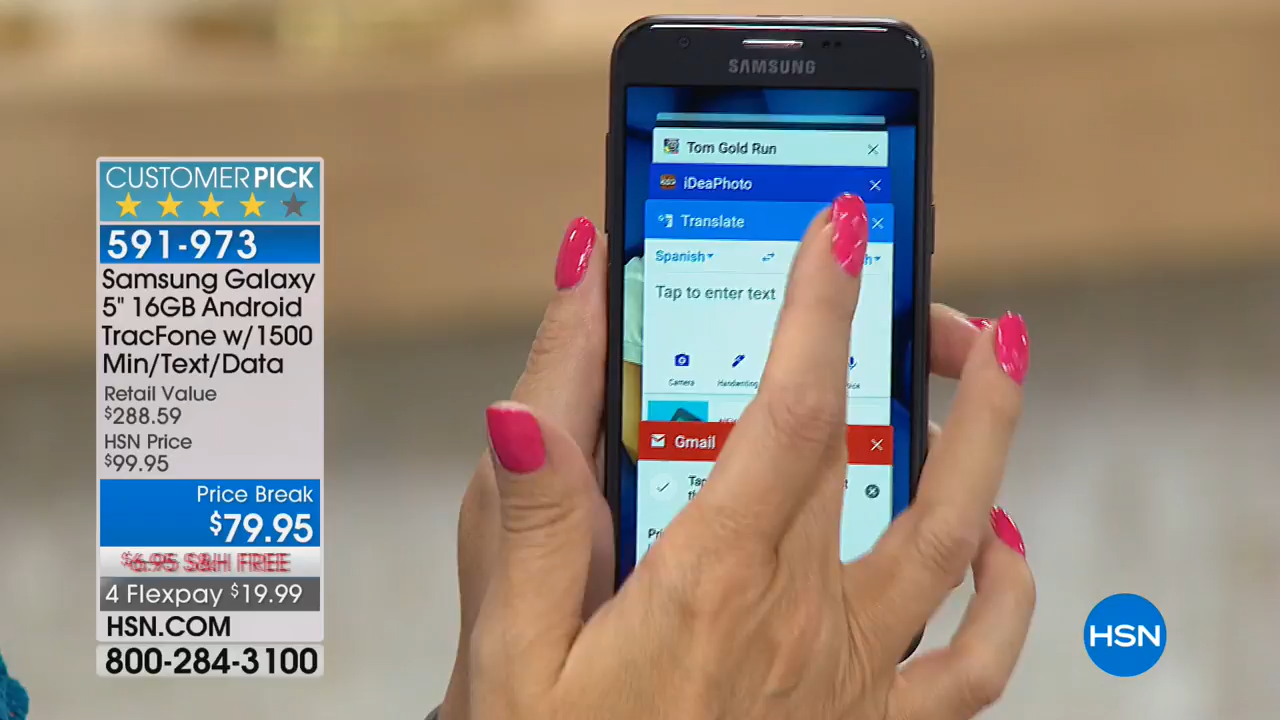 CUSTOMER PICK
591-973
Samsung Galaxy
5" 16GB Android
TracFone w/1500
Min/Text/Data
Retail Value
$288.59
HSN Price
$99.95
Price Break
$79.95
$6.95 S&H FREE
4 Flexpay $19.99
HSN.COM
800-284-3100
SAMSUNG
Tom Gold Run
iDeaPhoto
Translate
Spanish
Tap to enter text
Camera
Handwriting
Gmail
HSN